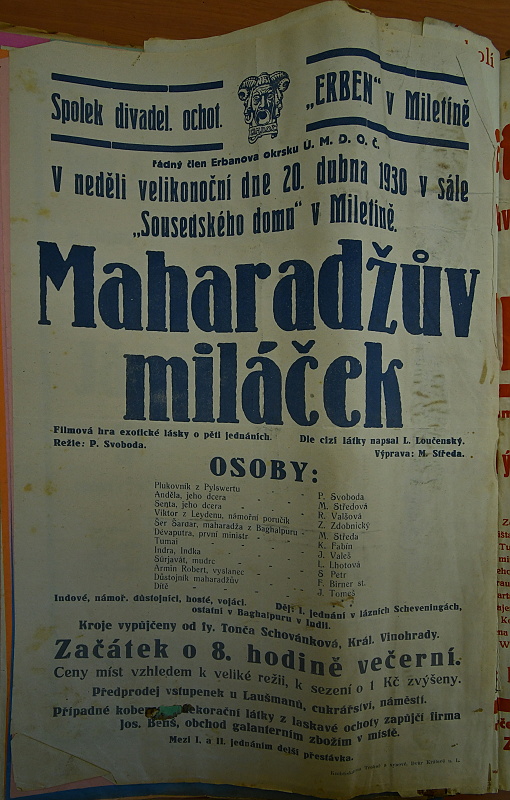 Spolek divadel. ochot. „ERBEN" v Miletíně
řádný člen Erbanova okrsku Ú. M. D. O. Č.
V neděli velikonoční dne 20. dubna 1930 v sále
„Sousedského domu" v Miletíně.
Maharadžův
miláček
Filmová hra exotické lásky o pěti jednáních. Dle cizí látky napsal L. Loučenský.
Režie: P. Svoboda. Výprava: M. Středa.
OSOBY:
Plukovník z Pylswertu - - - P. Svoboda
Anděla, jeho dcera - - - M. Středová
Senta, jeho dcera - - - R. Valšová
Viktor z Leydenu, námořní poručík - Z. Zdobnický
Ser Sardar, maharadža z Baghalpuru - M. Středa
Dévaputra, první ministr - - K. Fabín
Tumai - - - J. Valeš
Indra, Indka - - - L. Lhotová
Surjavát, mudrc - - - S Petr
Armin Robert, vyslanec - - F. Birner st.
Důstojník maharadžův - - J. Tomeš
Dítě
Indové, námoř. důstojníci, hosté, vojáci. Děj: I. jednání v lázních Scheveningách,
ostatní v Baghalpuru v Indii.
Kroje vypůjčeny od fy. Tonča Schovánková, Král. Vinohrady.
Začátek o 8. hodině večerní.
Ceny míst vzhledem k veliké režii, k sezení o 1 Kč zvýšeny.
Předprodej vstupenek u Laušmanů, cukrářství, náměstí.
Případné kober dekorační látky z laskavé ochoty zapůjčí firma
Jos. Beňš, obchod galanterním zbožím v místě.
Mezi I. a II. jednáním delší přestávka.